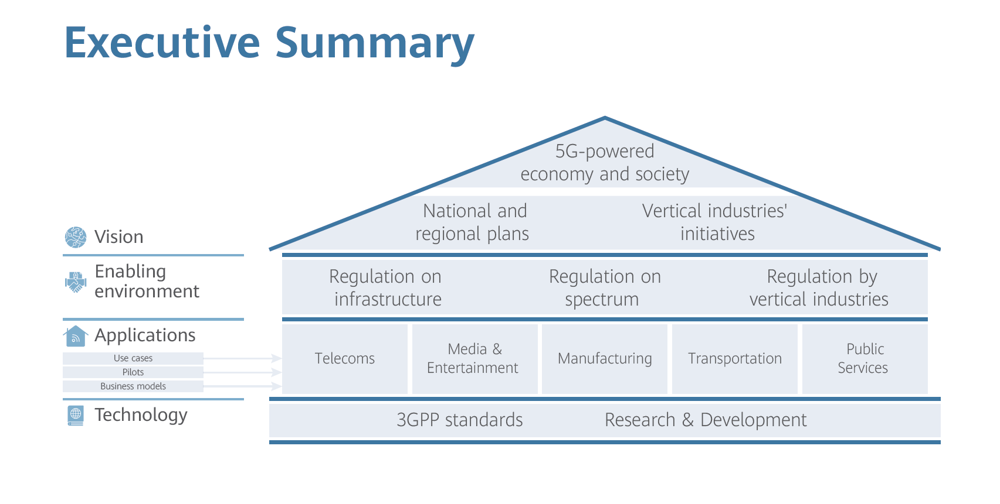 Executive Summary
5G-powered
economy and society
National and
regional plans
Vertical industries'
initiatives
Vision
Enabling
environment
Regulation on
infrastructure
Regulation on
spectrum
Regulation by
vertical industries
Applications
Use cases
Pilots
Business models
Telecoms
Media &
Entertainment
Manufacturing
Transportation
Public
Services
Technology
3GPP standards
Research & Development